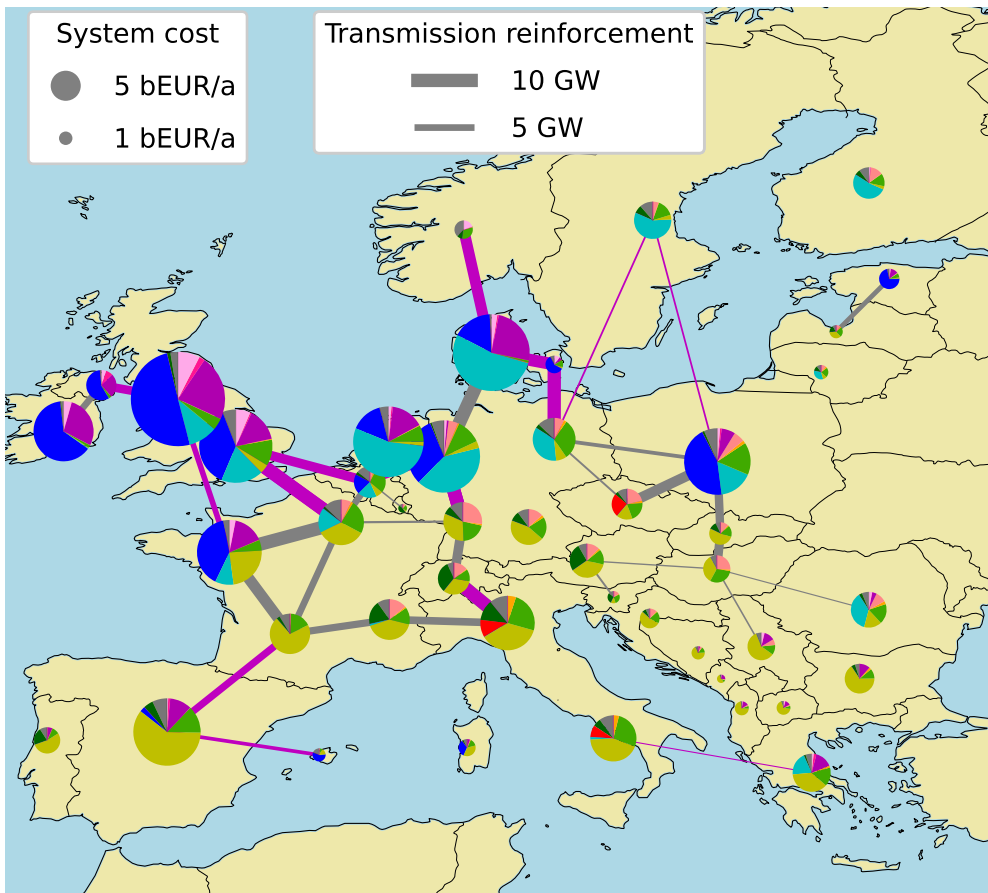 System cost
5 bEUR/a
1 bEUR/a
Transmission reinforcement
10 GW
5 GW